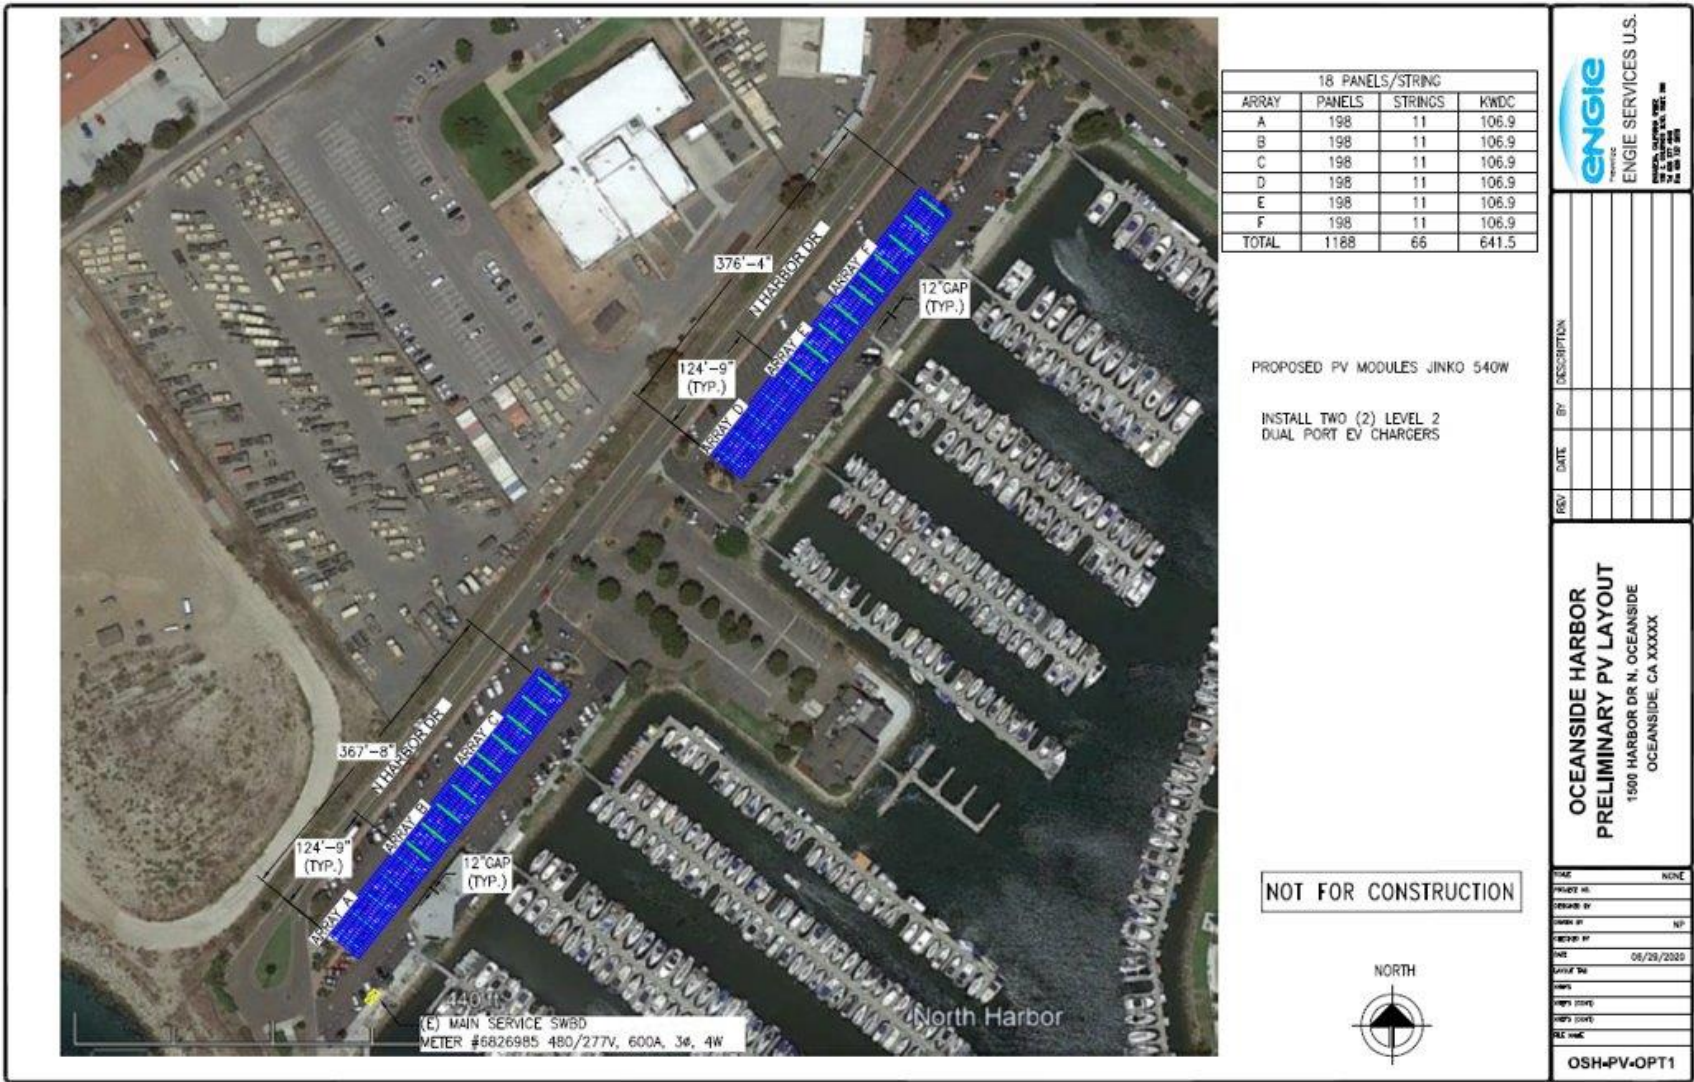 376'-4"
N HARBOR DR
ARRAY F
12"GAP
(TYP.)
124'-9"
(TYP.)
ARRAY E
ARRAY D
367'-8"
N HARBOR DR
ARRAY C
ARRAY B
124'-9"
(TYP.)
12"GAP
(TYP.)
ARRAY A
440 ft
(E) MAIN SERVICE SWBD
METER #6826985 480/277V, 600A, 3ø, 4W
North Harbor
18 PANELS/STRING
ARRAY PANELS STRINGS KWDC
A 198 11 106.9
B 198 11 106.9
C 198 11 106.9
D 198 11 106.9
E 198 11 106.9
F 198 11 106.9
TOTAL 1188 66 641.5
PROPOSED PV MODULES JINKO 540W
INSTALL TWO (2) LEVEL 2
DUAL PORT EV CHARGERS
NOT FOR CONSTRUCTION
NORTH
ENGIE
ENGIE SERVICES U.S.
REV DATE BY DESCRIPTION
OCEANSIDE HARBOR
PRELIMINARY PV LAYOUT
1500 HARBOR DR N, OCEANSIDE
OCEANSIDE, CA XXXXX
NONE
NP
DATE
OSH-PV-OPT1